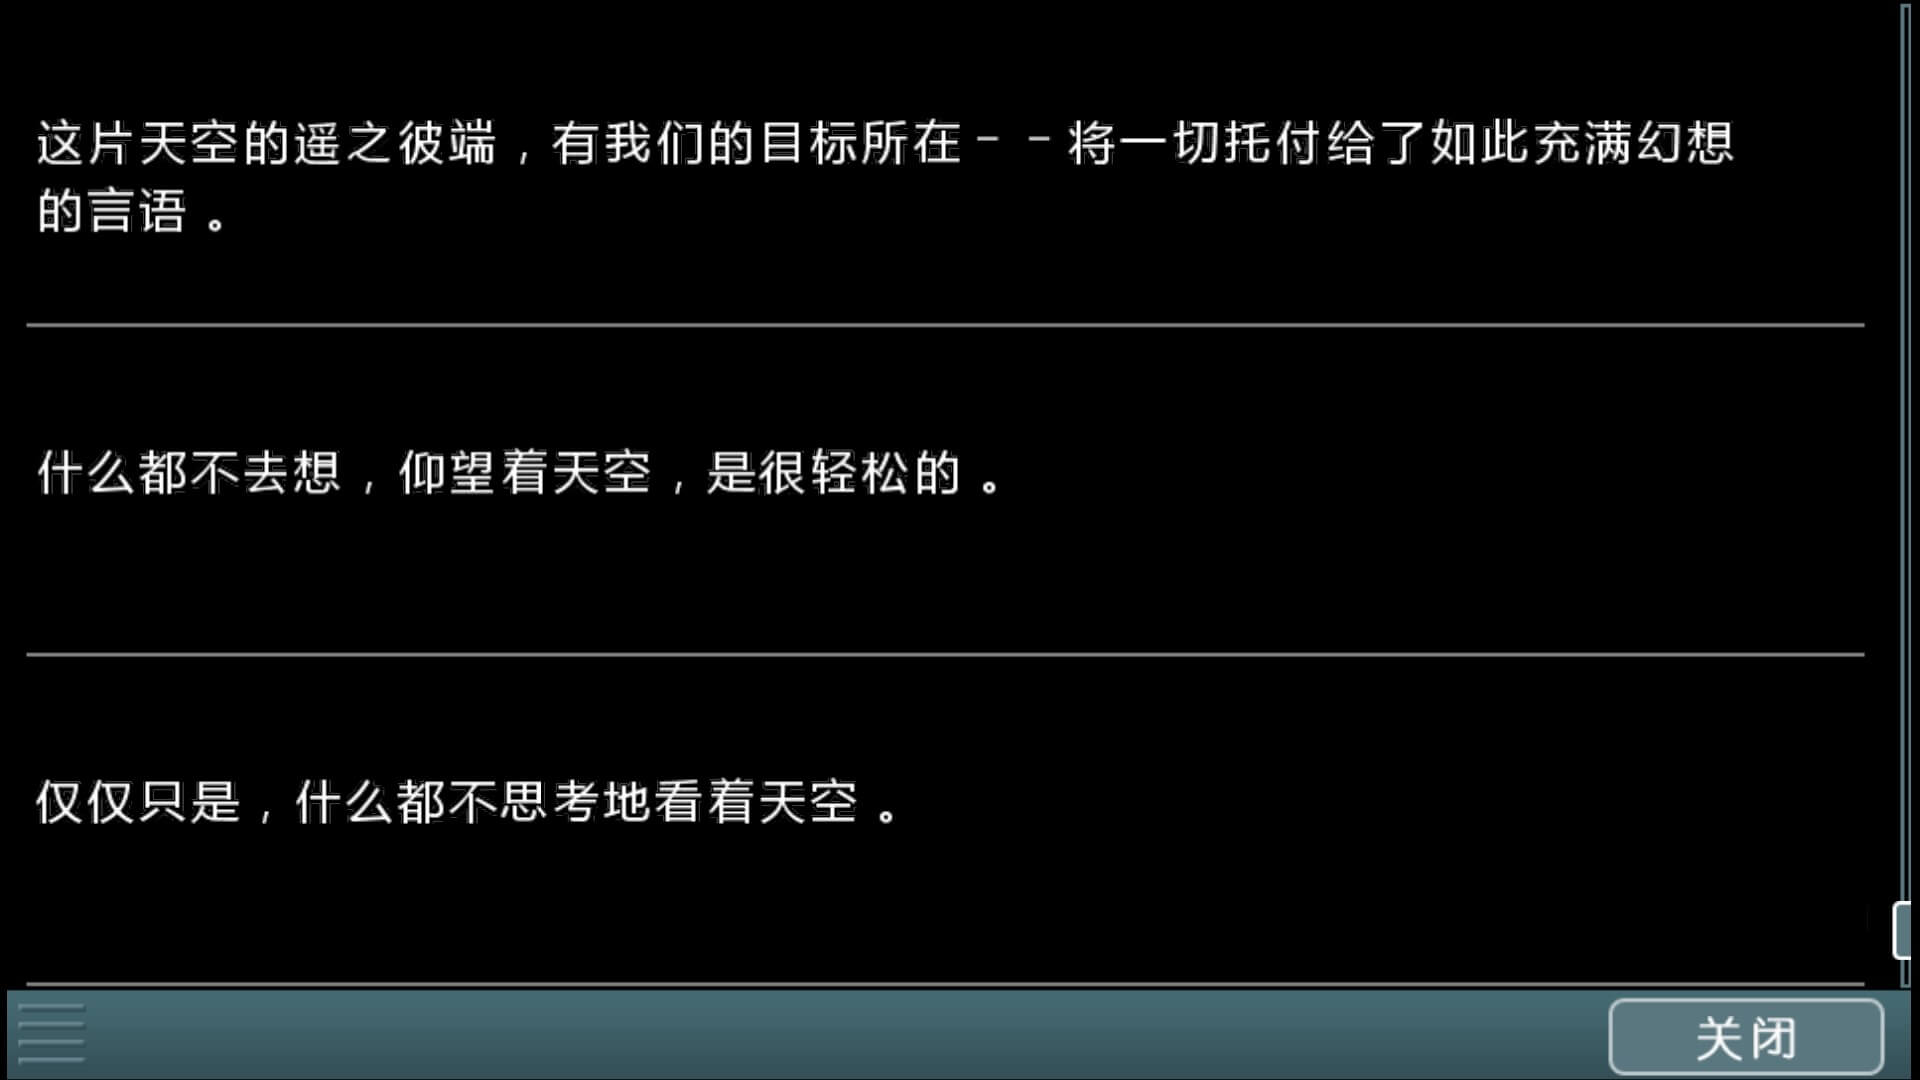 这片天空的遥之彼端，有我们的目标所在－－将一切托付给了如此充满幻想
的言语。
什么都不去想，仰望着天空，是很轻松的。
仅仅只是，什么都不思考地看着天空。
关闭